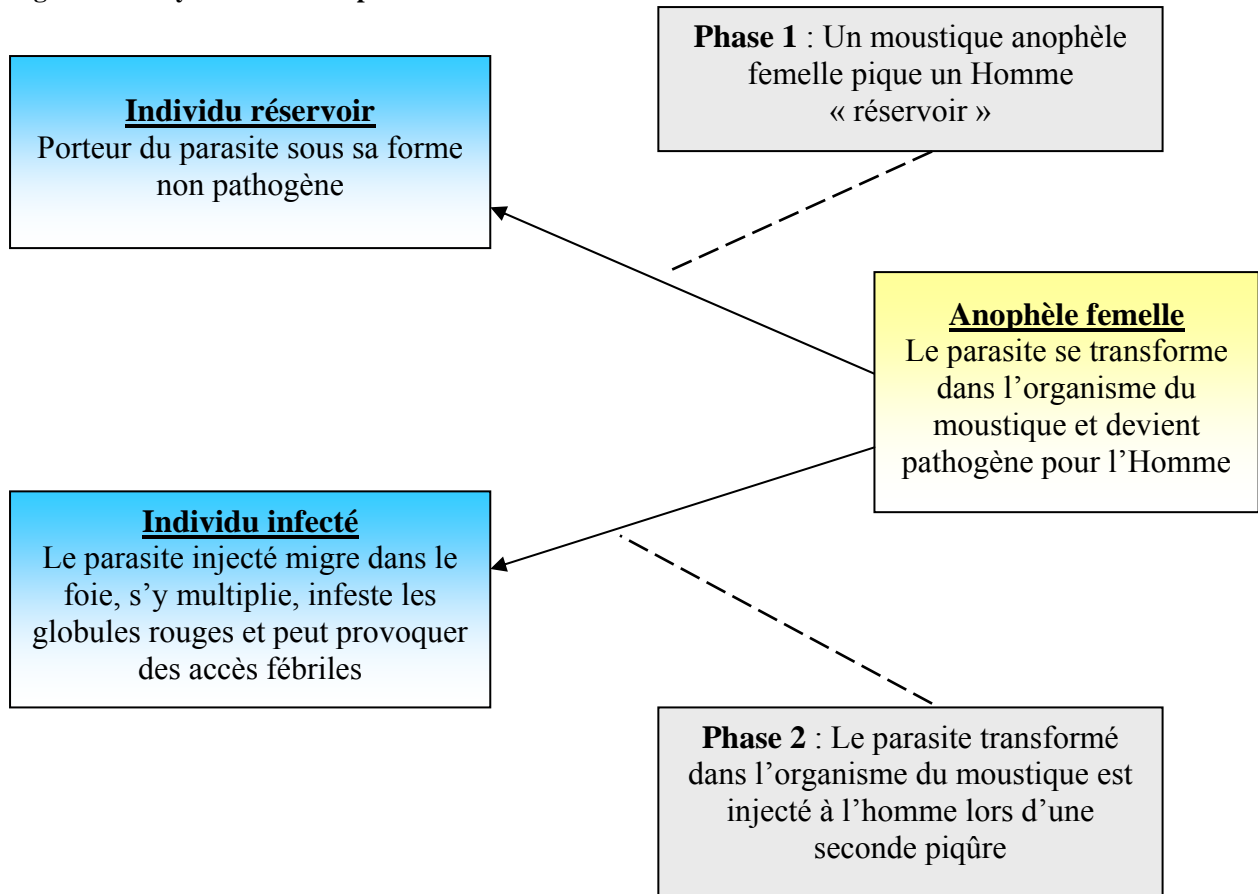 Phase 1 : Un moustique anophèle
femelle pique un Homme
« réservoir »
Individu réservoir
Porteur du parasite sous sa forme
non pathogène
Anophèle femelle
Le parasite se transforme
dans l’organisme du
moustique et devient
pathogène pour l’Homme
Individu infecté
Le parasite injecté migre dans le
foie, s’y multiplie, infeste les
globules rouges et peut provoquer
des accès fébriles
Phase 2 : Le parasite transformé
dans l’organisme du moustique est
injecté à l’homme lors d’une
seconde piqûre